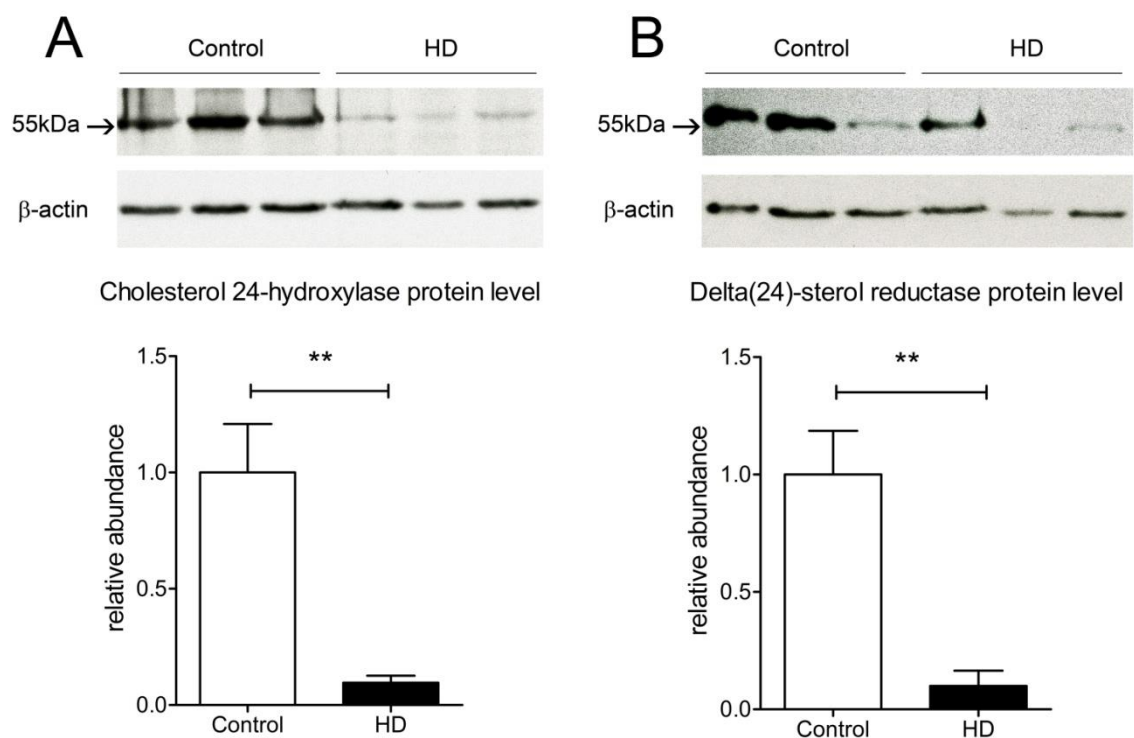 A
Control HD
55kDa→
β-actin
Cholesterol 24-hydroxylase protein level
1.5
1.0
0.5
0.0
relative abundance
**
Control HD
B
Control HD
55kDa→
β-actin
Delta(24)-sterol reductase protein level
1.5
1.0
0.5
0.0
relative abundance
**
Control HD